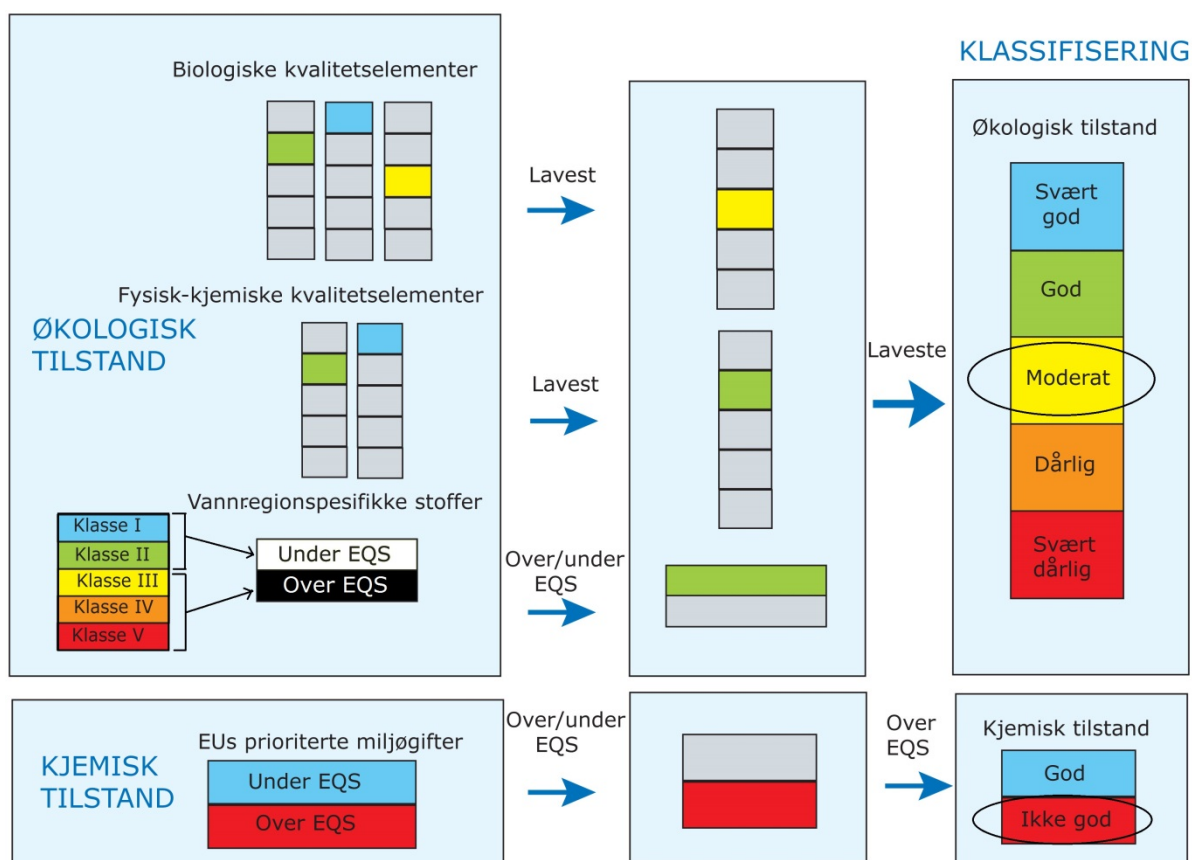 KLASSIFISERING
Biologiske kvalitetselementer
Lavest
Økologisk tilstand
Svært
god
God
Moderat
Dårlig
Svært
dårlig
Fysisk-kjemiske kvalitetselementer
ØKOLOGISK
TILSTAND
Lavest
Laveste
Vannregionspesifikke stoffer
Klasse I
Klasse II
Klasse III
Klasse IV
Klasse V
Under EQS
Over EQS
Over/under
EQS
KJEMISK
TILSTAND
EUs prioriterte miljøgifter
Under EQS
Over EQS
Over/under
EQS
Over
EQS
Kjemisk tilstand
God
Ikke god